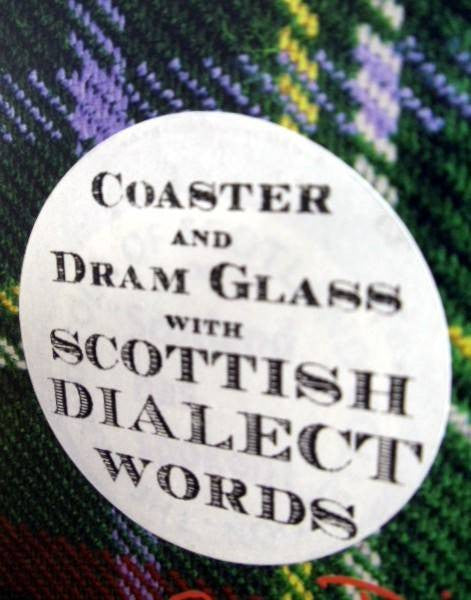 COASTER
AND
DRAM GLASS
WITH
SCOTTISH
DIALECT
WORDS